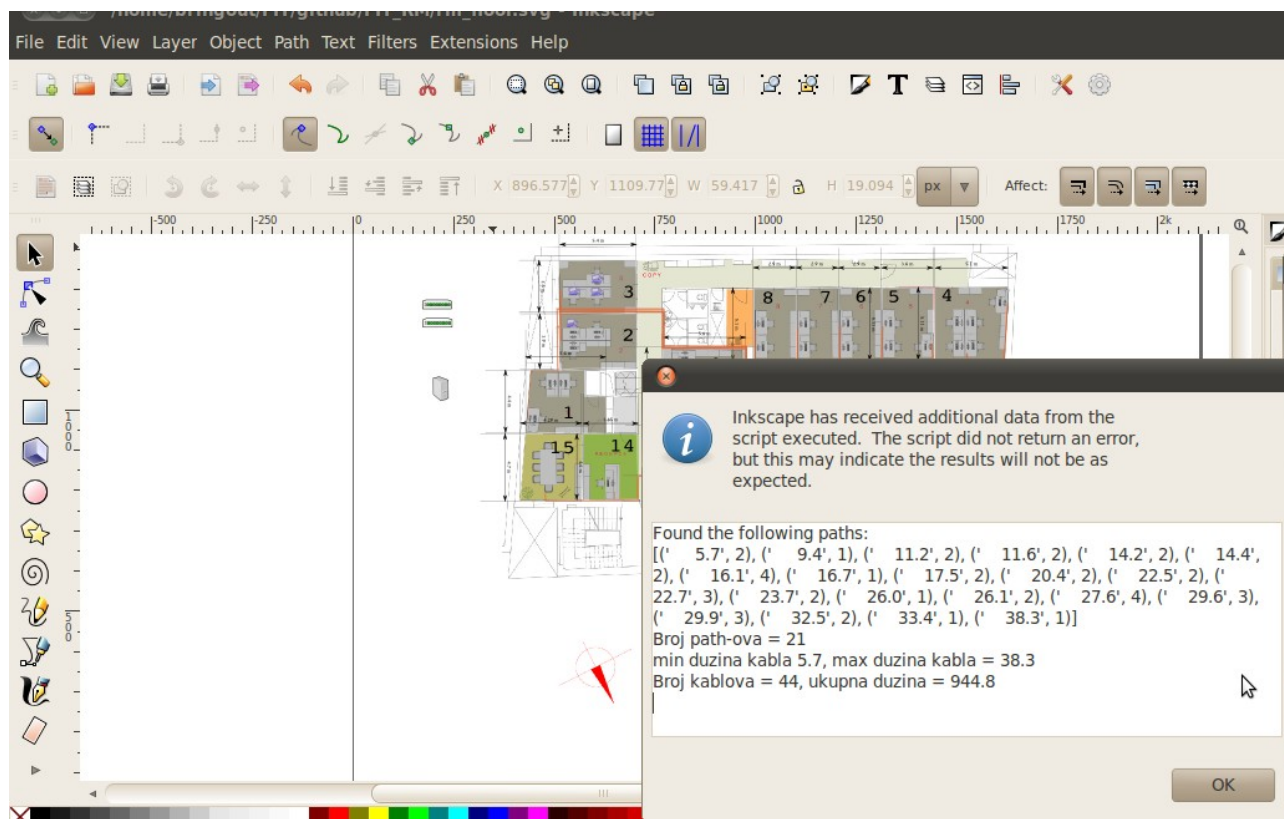 File Edit View Layer Object Path Text Filters Extensions Help
X 896.577 Y 1109.77 W 59.417 H 19.094 px Affect:
-500 -250 0 250 500 750 1000 1250 1500 1750 2k
1000
500
COPY
3
8 7 6 5 4
2
1
15 14
Inkscape has received additional data from the
script executed. The script did not return an error,
but this may indicate the results will not be as
expected.
Found the following paths:
[('    5.7', 2), ('    9.4', 1), ('    11.2', 2), ('    11.6', 2), ('    14.2', 2), ('    14.4',
2), ('    16.1', 4), ('    16.7', 1), ('    17.5', 2), ('    20.4', 2), ('    22.5', 2), ('
22.7', 3), ('    23.7', 2), ('    26.0', 1), ('    26.1', 2), ('    27.6', 4), ('    29.6', 3),
('    29.9', 3), ('    32.5', 2), ('    33.4', 1), ('    38.3', 1)]
Broj path-ova = 21
min duzina kabla 5.7, max duzina kabla = 38.3
Broj kablova = 44, ukupna duzina = 944.8
OK